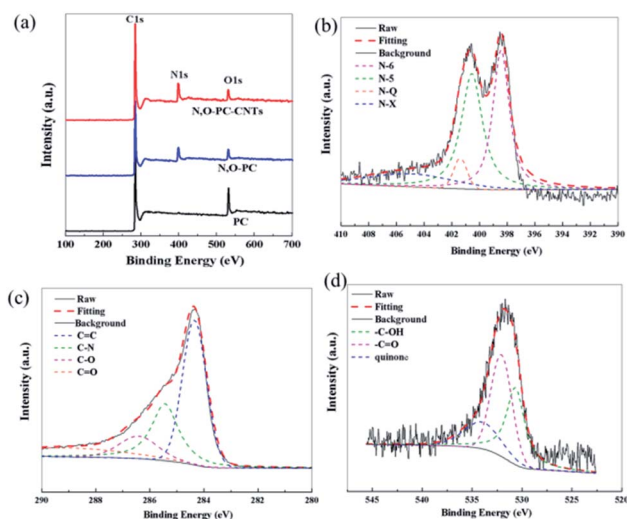 (a)
C1s
N1s
O1s
N,O-PC-CNTs
N,O-PC
PC
Intensity (a.u.)
100 200 300 400 500 600 700
Binding Energy (eV)
(b)
Raw
Fitting
Background
N-6
N-5
N-Q
N-X
Intensity (a.u.)
410 408 406 404 402 400 398 396 394 392 390
Binding Energy (eV)
(c)
Raw
Fitting
Background
C=C
C-N
C-O
C=O
Intensity (a.u.)
290 288 286 284 282 280
Binding Energy (eV)
(d)
Raw
Fitting
Background
-C-OH
-C=O
quinone
Intensity (a.u.)
545 540 535 530 525 520
Binding Energy (eV)